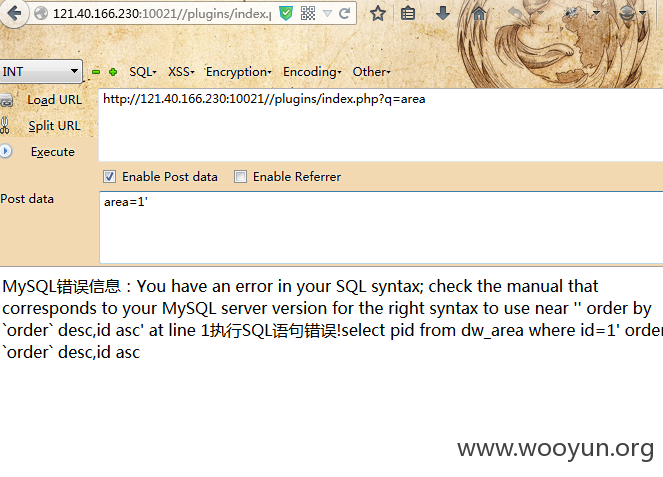 121.40.166.230:10021//plugins/index.p
INT SQL XSS Encryption Encoding Other
Load URL
http://121.40.166.230:10021//plugins/index.php?q=area
Split URL
Execute
Enable Post data Enable Referrer
Post data
area=1'
MySQL错误信息：You have an error in your SQL syntax; check the manual that
corresponds to your MySQL server version for the right syntax to use near '' order by
`order` desc,id asc' at line 1执行SQL语句错误!select pid from dw_area where id=1' order
`order` desc,id asc
www.wooyun.org